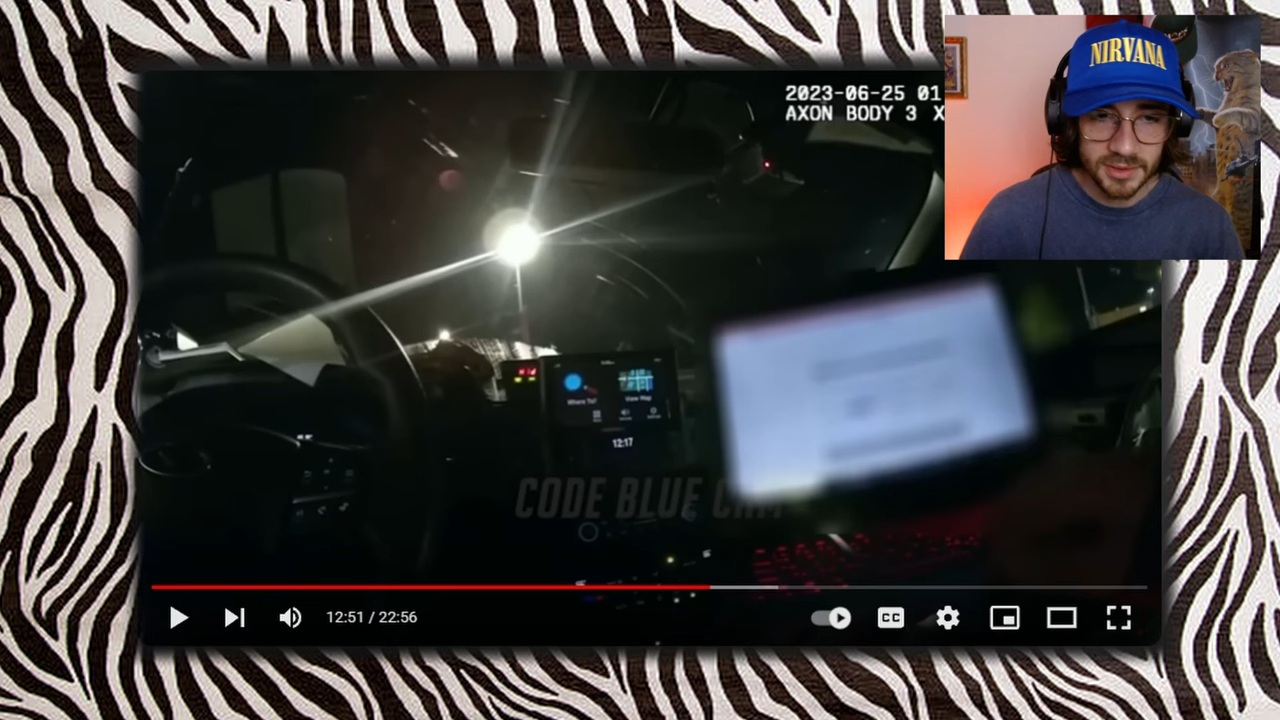 2023-06-25 01
AXON BODY 3 X
NIRVANA
Where To?
View Map
12:17
CODE BLUE CAM
12:51 / 22:56
CC